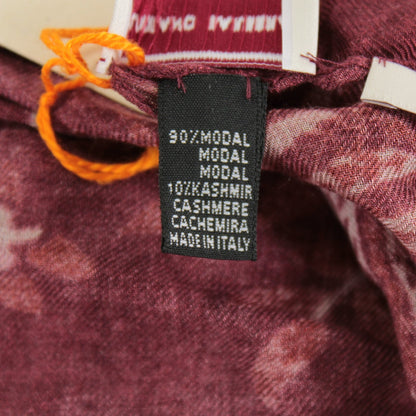 90%MODAL
MODAL
MODAL
10%KASHMIR
CASHMERE
CACHEMIRA
MADE IN ITALY